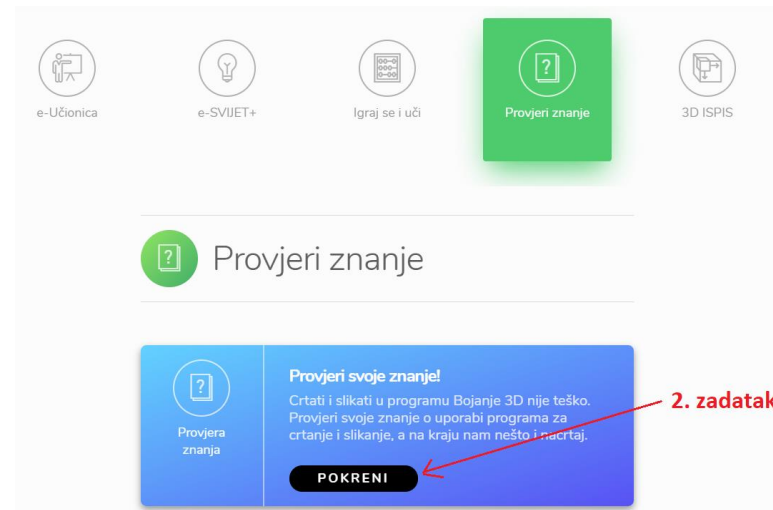 e-Učionica
e-SVIJET+
Igraj se i uči
Provjeri znanje
3D ISPIS
Provjeri znanje
Provjera
znanja
Provjeri svoje znanje!
Crtati i slikati u programu Bojanje 3D nije teško.
Provjeri svoje znanje o uporabi programa za
crtanje i slikanje, a na kraju nam nešto i nacrtaj.
POKRENI
2. zadatak